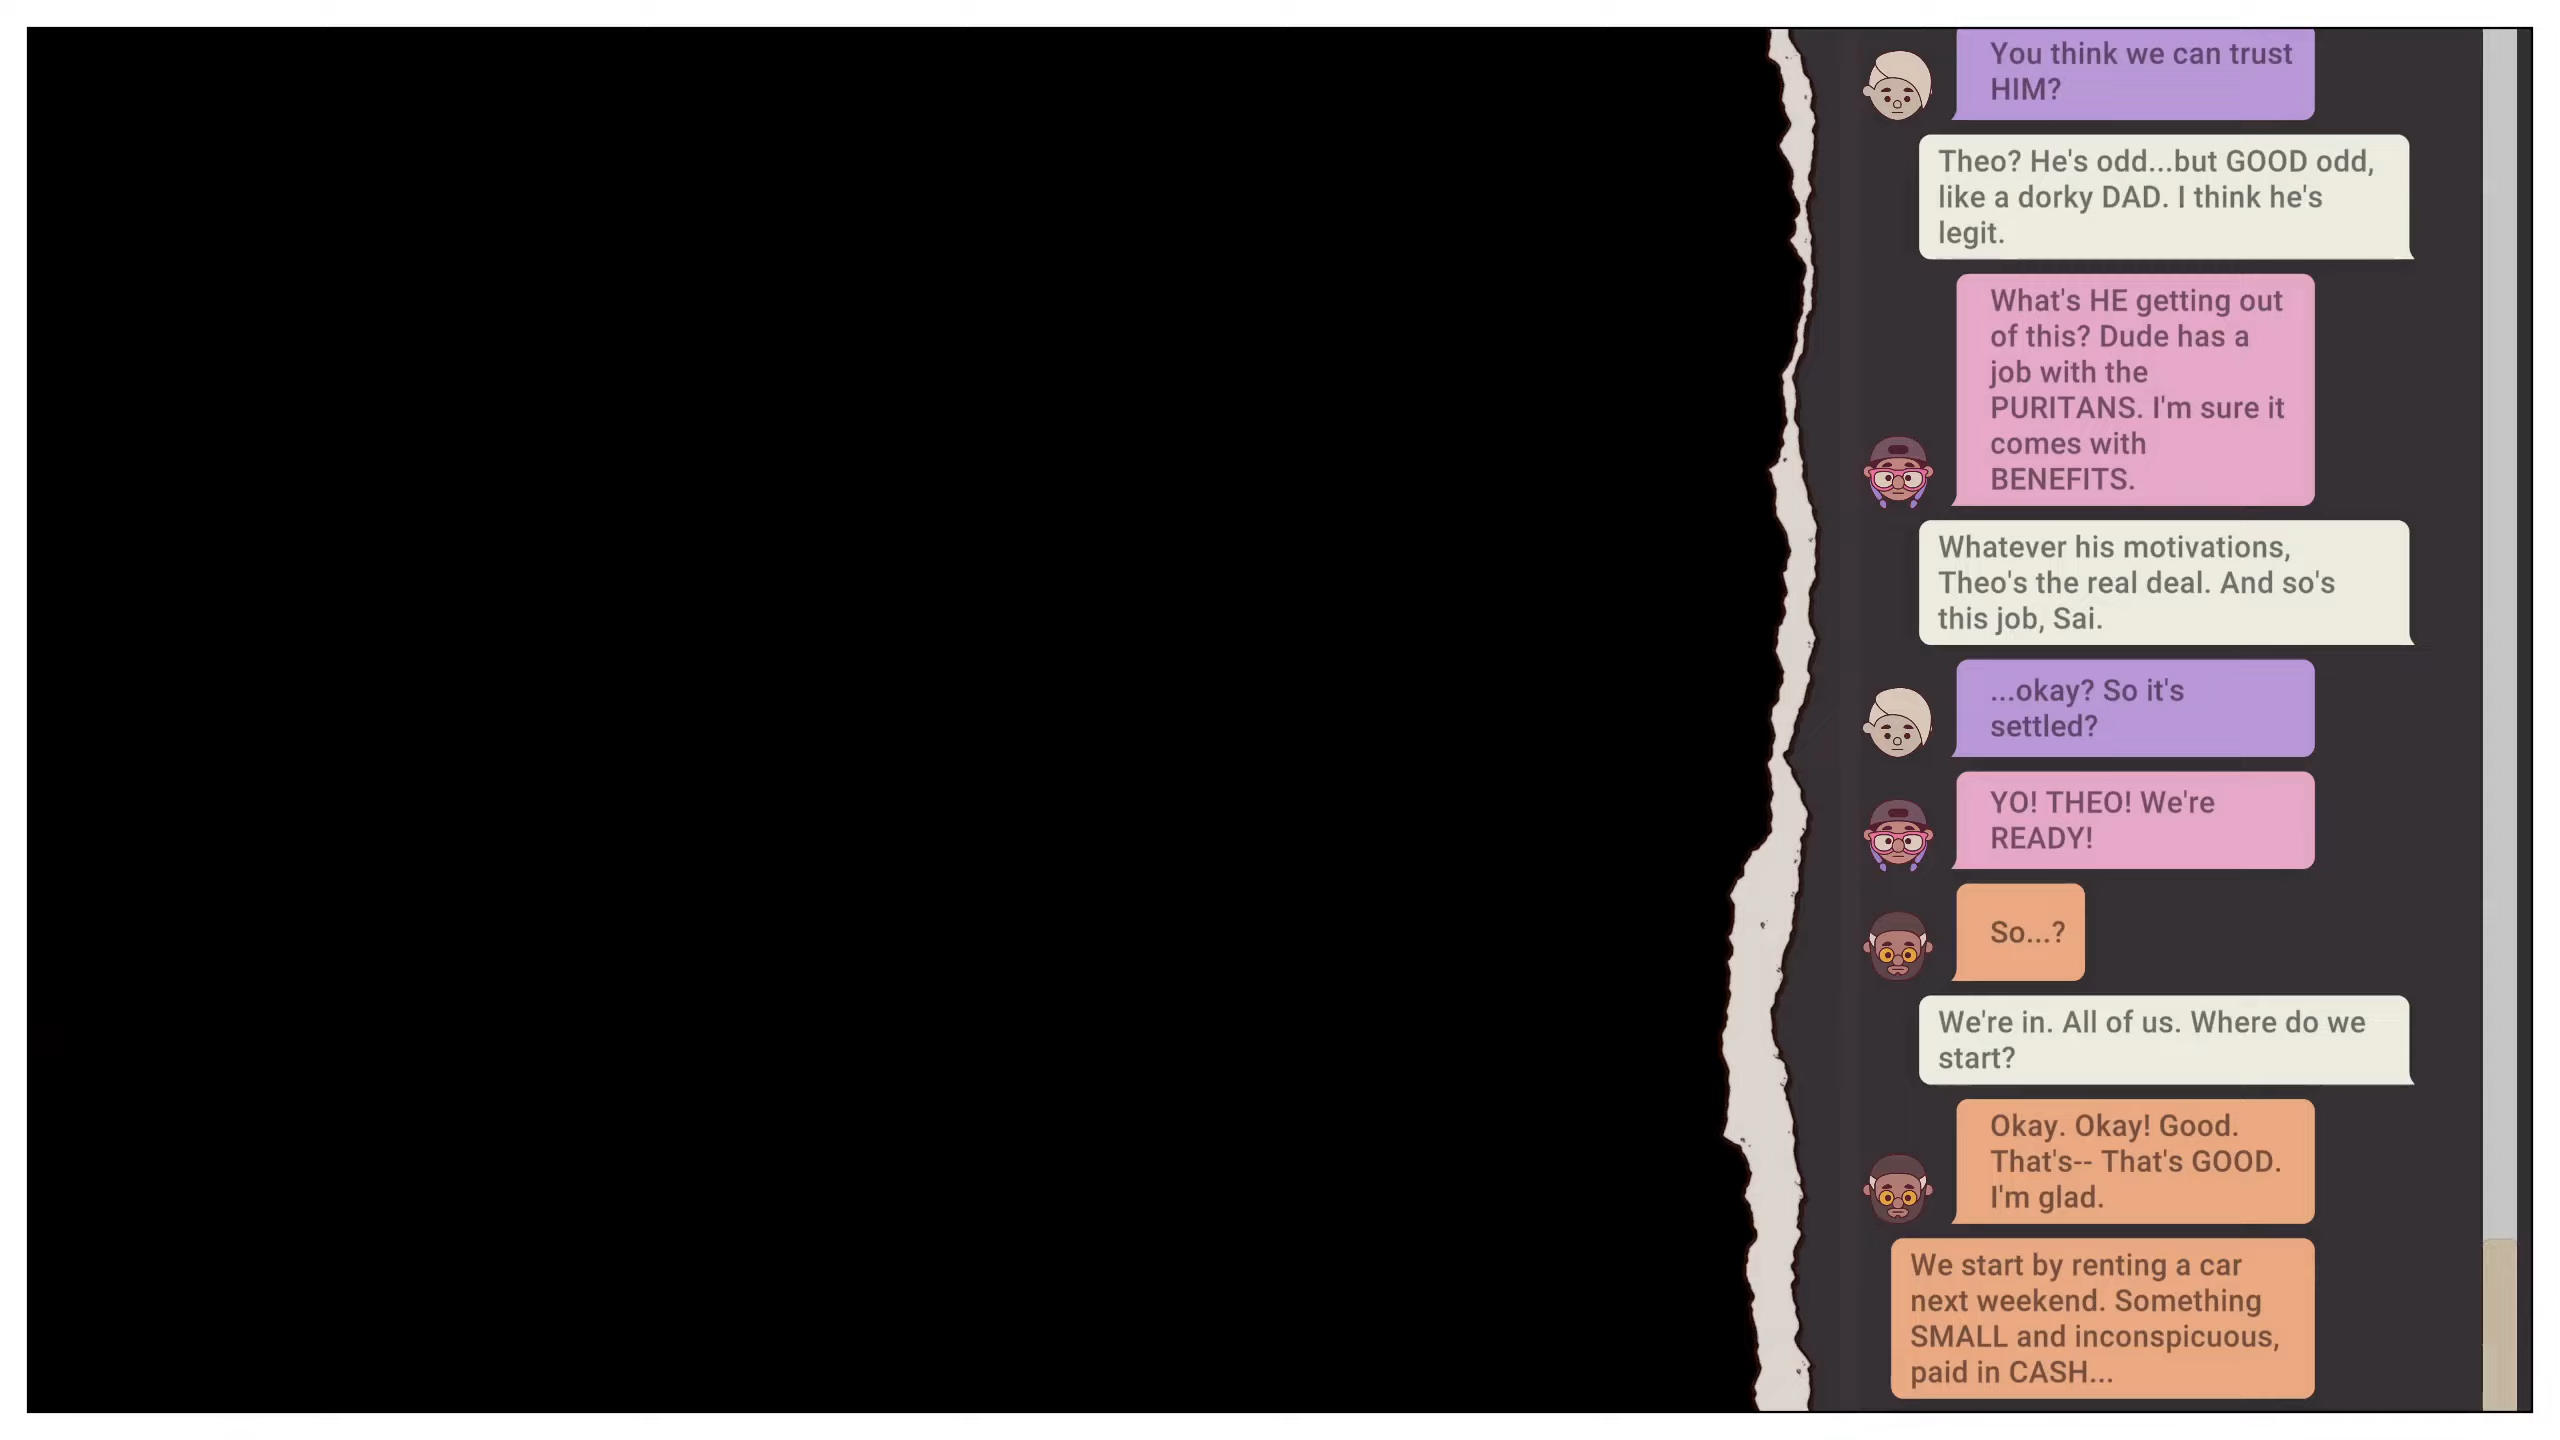 You think we can trust
HIM?
Theo? He's odd...but GOOD odd,
like a dorky DAD. I think he's
legit.
What's HE getting out
of this? Dude has a
job with the
PURITANS. I'm sure it
comes with
BENEFITS.
Whatever his motivations,
Theo's the real deal. And so's
this job, Sai.
...okay? So it's
settled?
YO! THEO! We're
READY!
So...?
We're in. All of us. Where do we
start?
Okay. Okay! Good.
That's-- That's GOOD.
I'm glad.
We start by renting a car
next weekend. Something
SMALL and inconspicuous,
paid in CASH...